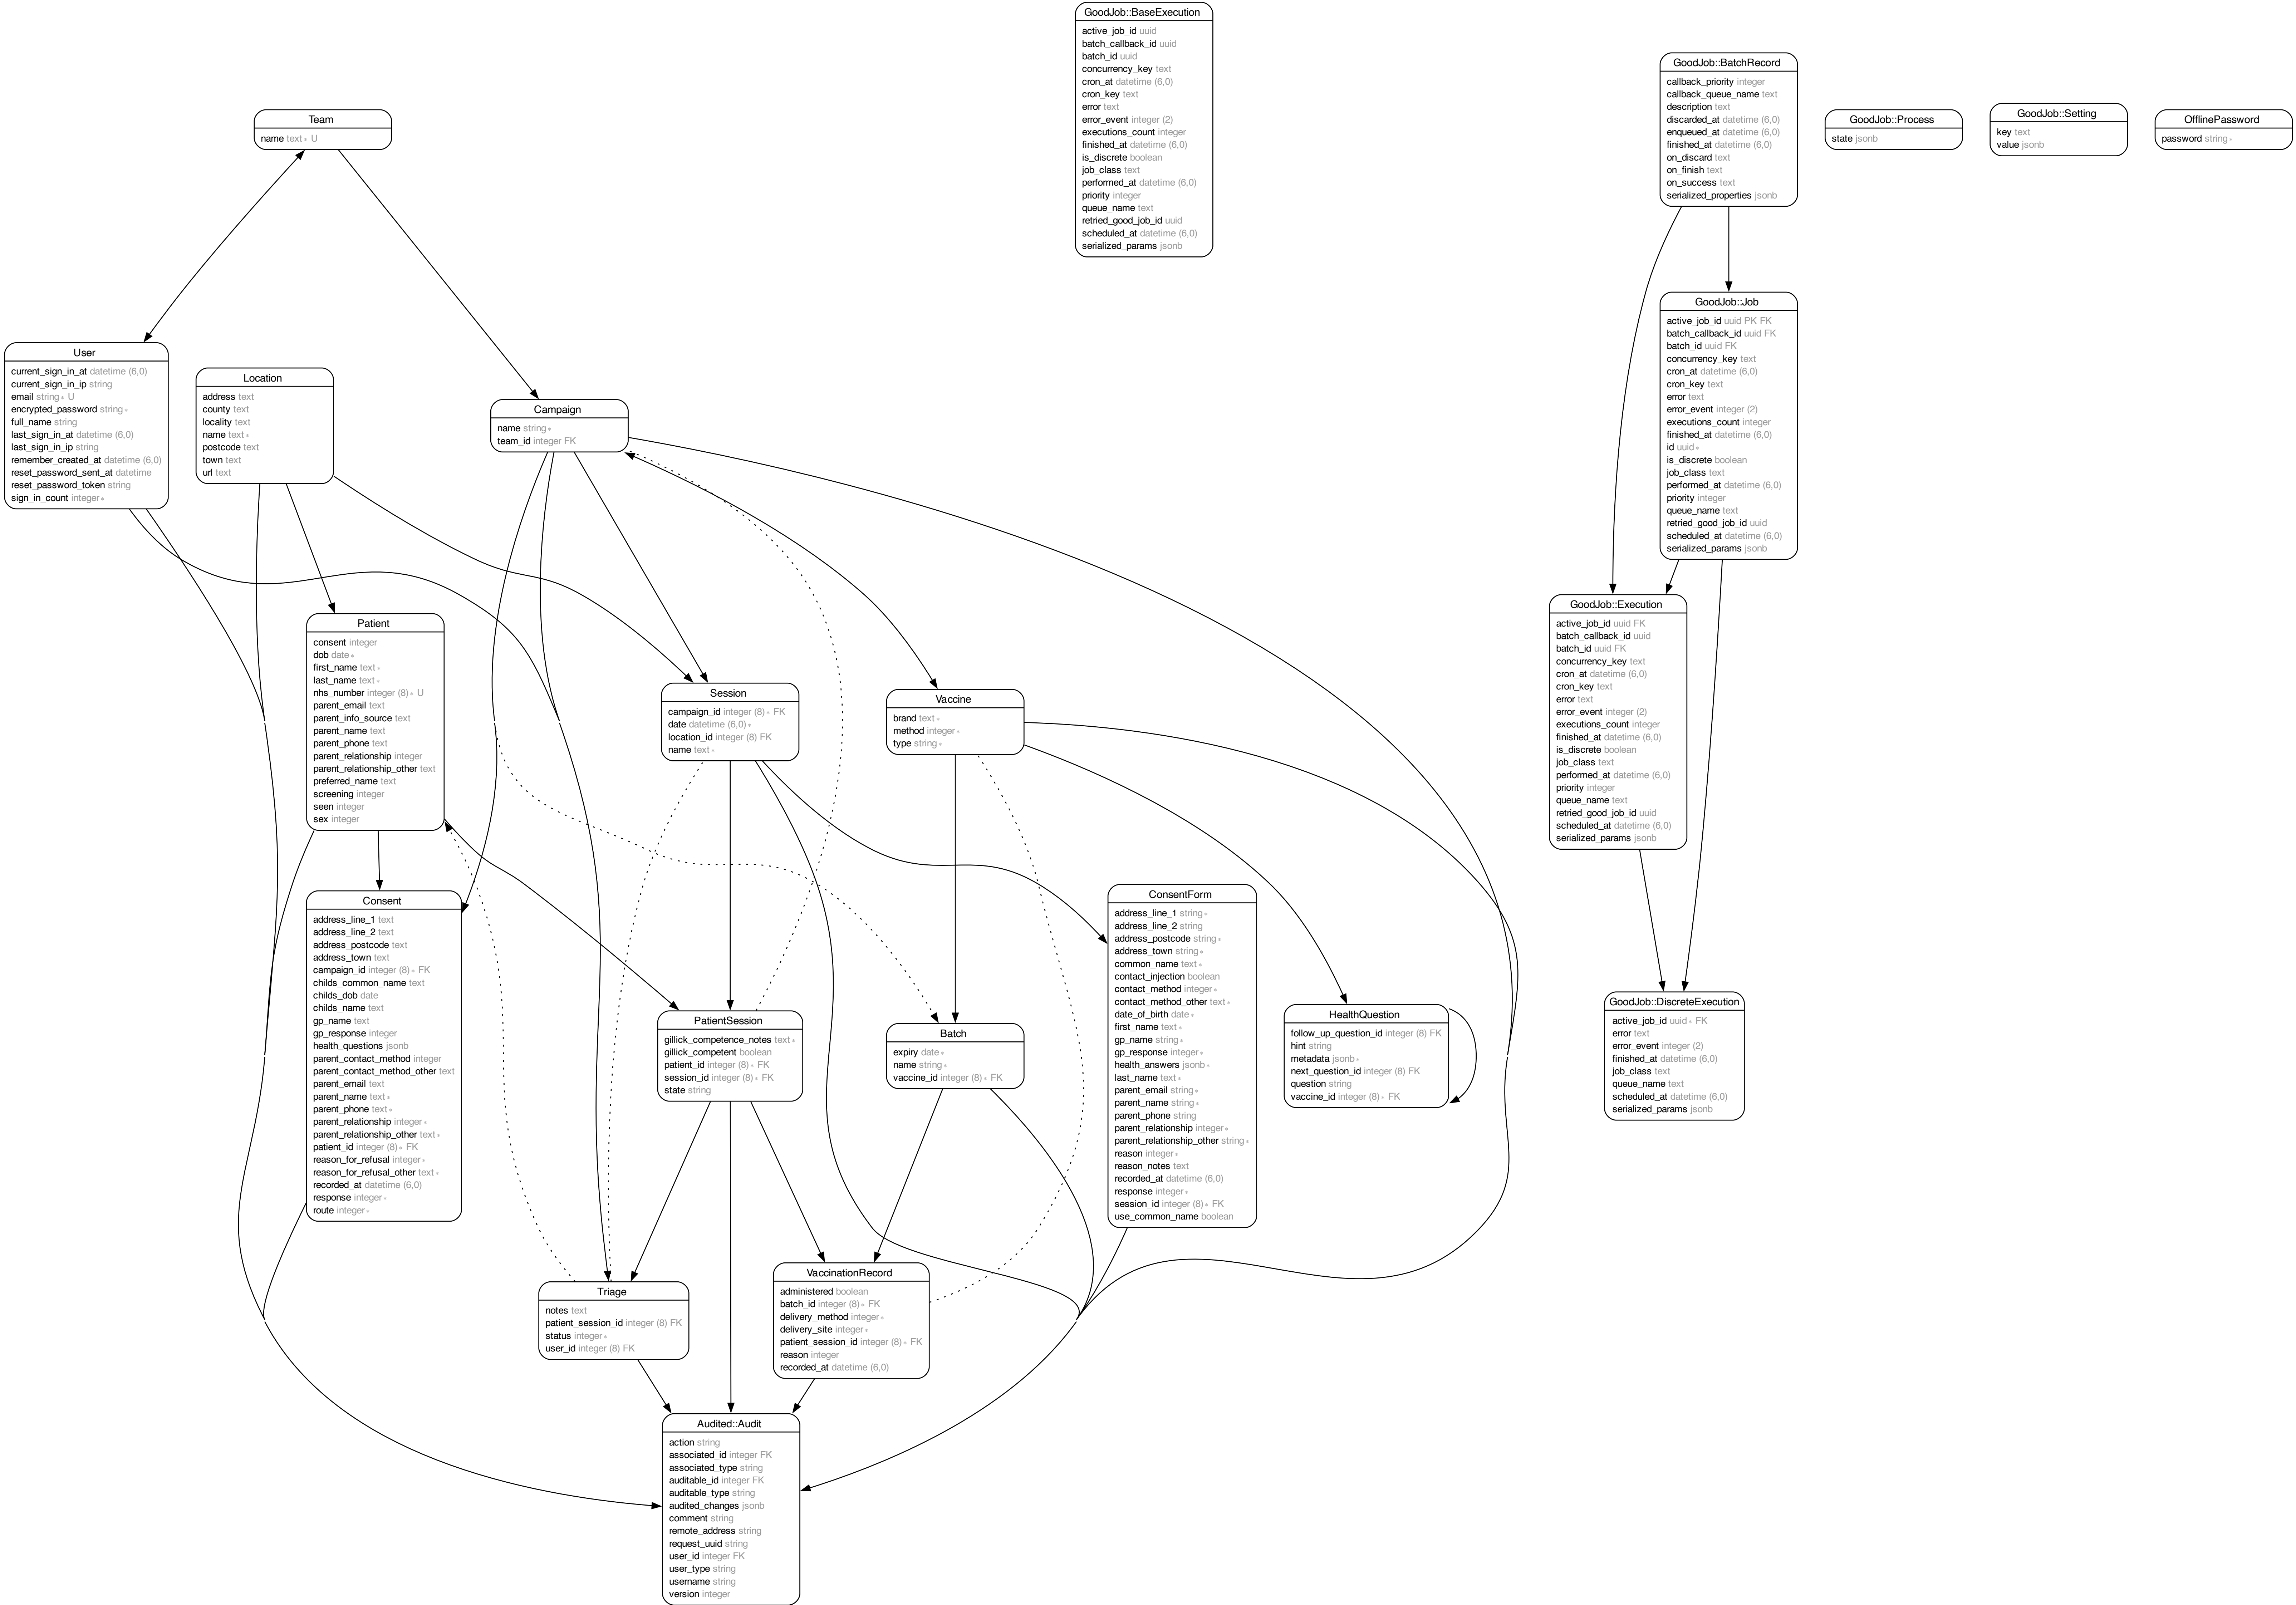 GoodJob::BaseExecution
active_job_id uuid
batch_callback_id uuid
batch_id uuid
concurrency_key text
cron_at datetime (6,0)
cron_key text
error text
error_event integer (2)
executions_count integer
finished_at datetime (6,0)
is_discrete boolean
job_class text
performed_at datetime (6,0)
priority integer
queue_name text
retried_good_job_id uuid
scheduled_at datetime (6,0)
serialized_params jsonb
GoodJob::BatchRecord
callback_priority integer
callback_queue_name text
description text
discarded_at datetime (6,0)
enqueued_at datetime (6,0)
finished_at datetime (6,0)
on_discard text
on_finish text
on_success text
serialized_properties jsonb
GoodJob::Process
state jsonb
GoodJob::Setting
key text
value jsonb
OfflinePassword
password string *
Team
name text * U
User
current_sign_in_at datetime (6,0)
current_sign_in_ip string
email string * U
encrypted_password string *
full_name string
last_sign_in_at datetime (6,0)
last_sign_in_ip string
remember_created_at datetime (6,0)
reset_password_sent_at datetime
reset_password_token string
sign_in_count integer *
Location
address text
county text
locality text
name text *
postcode text
town text
url text
Campaign
name string *
team_id integer FK
GoodJob::Job
active_job_id uuid PK FK
batch_callback_id uuid FK
batch_id uuid FK
concurrency_key text
cron_at datetime (6,0)
cron_key text
error text
error_event integer (2)
executions_count integer
finished_at datetime (6,0)
id uuid *
is_discrete boolean
job_class text
performed_at datetime (6,0)
priority integer
queue_name text
retried_good_job_id uuid
scheduled_at datetime (6,0)
serialized_params jsonb
Patient
consent integer
dob date *
first_name text *
last_name text *
nhs_number integer (8) * U
parent_email text
parent_info_source text
parent_name text
parent_phone text
parent_relationship integer
parent_relationship_other text
preferred_name text
screening integer
seen integer
sex integer
Session
campaign_id integer (8) * FK
date datetime (6,0) *
location_id integer (8) FK
name text *
Vaccine
brand text *
method integer *
type string *
GoodJob::Execution
active_job_id uuid FK
batch_callback_id uuid
batch_id uuid FK
concurrency_key text
cron_at datetime (6,0)
cron_key text
error text
error_event integer (2)
executions_count integer
finished_at datetime (6,0)
is_discrete boolean
job_class text
performed_at datetime (6,0)
priority integer
queue_name text
retried_good_job_id uuid
scheduled_at datetime (6,0)
serialized_params jsonb
Consent
address_line_1 text
address_line_2 text
address_postcode text
address_town text
campaign_id integer (8) * FK
childs_common_name text
childs_dob date
childs_name text
gp_name text
gp_response integer
health_questions jsonb
parent_contact_method integer
parent_contact_method_other text
parent_email text
parent_name text *
parent_phone text *
parent_relationship integer *
parent_relationship_other text *
patient_id integer (8) * FK
reason_for_refusal integer *
reason_for_refusal_other text *
recorded_at datetime (6,0)
response integer *
route integer *
PatientSession
gillick_competence_notes text *
gillick_competent boolean
patient_id integer (8) * FK
session_id integer (8) * FK
state string
Batch
expiry date *
name string *
vaccine_id integer (8) * FK
ConsentForm
address_line_1 string *
address_line_2 string
address_postcode string *
address_town string *
common_name text *
contact_injection boolean
contact_method integer *
contact_method_other text *
date_of_birth date *
first_name text *
gp_name string *
gp_response integer *
health_answers jsonb *
last_name text *
parent_email string *
parent_name string *
parent_phone string
parent_relationship integer *
parent_relationship_other string *
reason integer *
reason_notes text
recorded_at datetime (6,0)
response integer *
session_id integer (8) * FK
use_common_name boolean
HealthQuestion
follow_up_question_id integer (8) FK
hint string
metadata jsonb *
next_question_id integer (8) FK
question string
vaccine_id integer (8) * FK
GoodJob::DiscreteExecution
active_job_id uuid * FK
error text
error_event integer (2)
finished_at datetime (6,0)
job_class text
queue_name text
scheduled_at datetime (6,0)
serialized_params jsonb
Triage
notes text
patient_session_id integer (8) FK
status integer *
user_id integer (8) FK
VaccinationRecord
administered boolean
batch_id integer (8) * FK
delivery_method integer *
delivery_site integer *
patient_session_id integer (8) * FK
reason integer
recorded_at datetime (6,0)
Audited::Audit
action string
associated_id integer FK
associated_type string
auditable_id integer FK
auditable_type string
audited_changes jsonb
comment string
remote_address string
request_uuid string
user_id integer FK
user_type string
username string
version integer